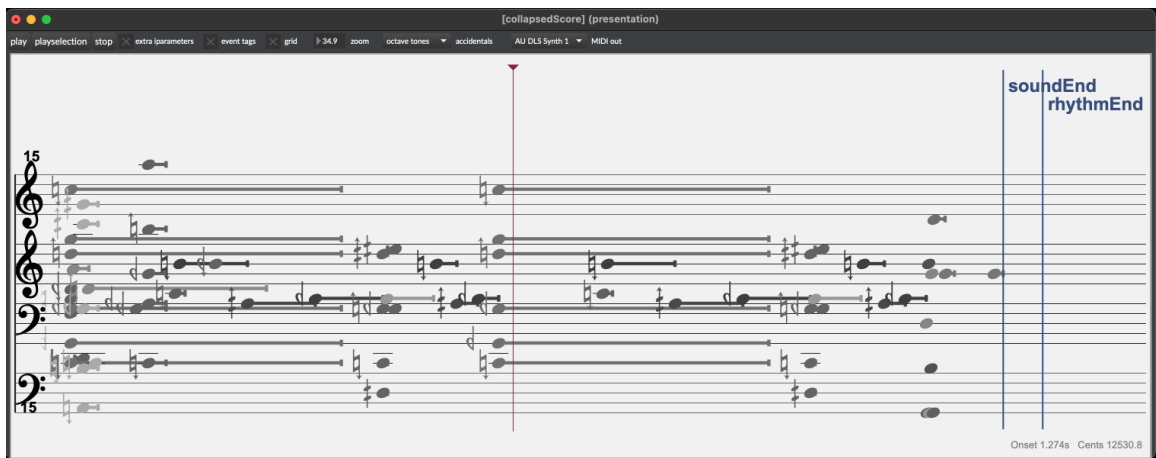 [collapsedScore] (presentation)
play playselection stop extra iparameters event tags grid 34.9 zoom octave tones accidentals AU DLS Synth 1 MIDI out
soundEnd
rhythmEnd
15
15
Onset 1.274s Cents 12530.8